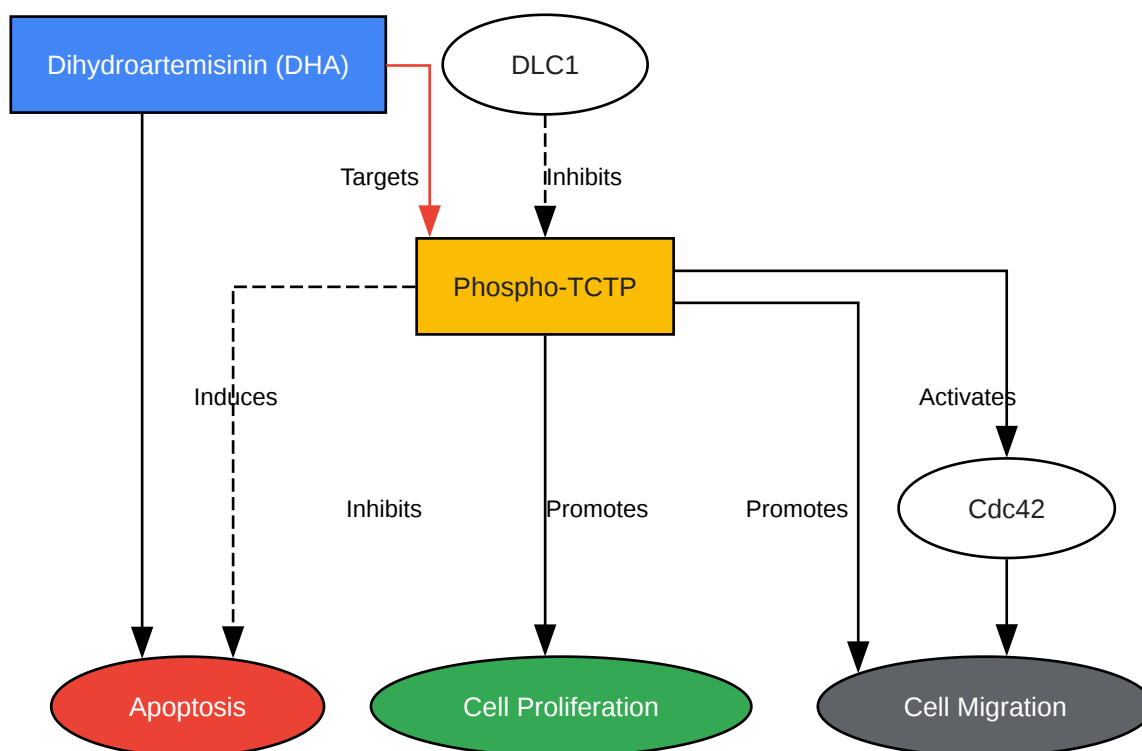 Dihydroartemisinin (DHA)
DLC1
Targets
Inhibits
Phospho-TCTP
Induces
Activates
Inhibits
Promotes
Promotes
Cdc42
Apoptosis
Cell Proliferation
Cell Migration